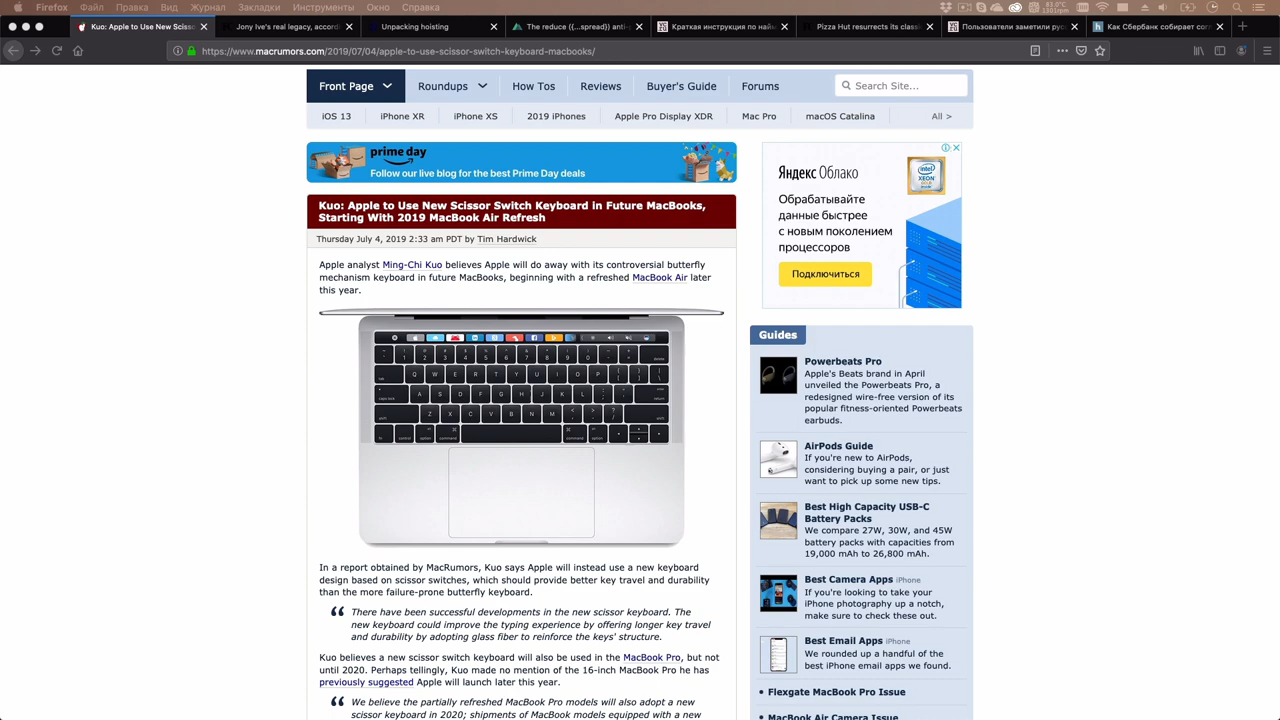 Firefox Файл Правка Вид Журнал Закладки Инструменты Окно Справка
Kuo: Apple to Use New Scissor
Jony Ive's real legacy, accordi
Unpacking hoisting
The reduce ({...spread}) anti-
Краткая инструкция по найм
Pizza Hut resurrects its classi
Пользователи заметили рус
Как Сбербанк собирает
https://www.macrumors.com/2019/07/04/apple-to-use-scissor-switch-keyboard-macbooks/
Front Page
Roundups
How Tos
Reviews
Buyer's Guide
Forums
Search Site...
iOS 13
iPhone XR
iPhone XS
2019 iPhones
Apple Pro Display XDR
Mac Pro
macOS Catalina
All >
prime day
Follow our live blog for the best Prime Day deals
Kuo: Apple to Use New Scissor Switch Keyboard in Future MacBooks,
Starting With 2019 MacBook Air Refresh
Thursday July 4, 2019 2:33 am PDT by Tim Hardwick
Apple analyst Ming-Chi Kuo believes Apple will do away with its controversial butterfly
mechanism keyboard in future MacBooks, beginning with a refreshed MacBook Air later
this year.
In a report obtained by MacRumors, Kuo says Apple will instead use a new keyboard
design based on scissor switches, which should provide better key travel and durability
than the more failure-prone butterfly keyboard.
There have been successful developments in the new scissor keyboard. The
new keyboard could improve the typing experience by offering longer key travel
and durability by adopting glass fiber to reinforce the keys' structure.
Kuo believes a new scissor switch keyboard will also be used in the MacBook Pro, but not
until 2020. Perhaps tellingly, Kuo made no mention of the 16-inch MacBook Pro he has
previously suggested Apple will launch later this year.
We believe the partially refreshed MacBook Pro models will also adopt a new
scissor keyboard in 2020; shipments of MacBook models equipped with a new
Яндекс Облако
intel
XEON
GOLD
Обрабатывайте
данные быстрее
с новым поколением
процессоров
Подключиться
Guides
Powerbeats Pro
Apple's Beats brand in April
unveiled the Powerbeats Pro, a
redesigned wire-free version of its
popular fitness-oriented Powerbeats
earbuds.
AirPods Guide
If you're new to AirPods,
considering buying a pair, or just
want to pick up some new tips.
Best High Capacity USB-C
Battery Packs
We compare 27W, 30W, and 45W
battery packs with capacities from
19,000 mAh to 26,800 mAh.
Best Camera Apps iPhone
If you're looking to take your
iPhone photography up a notch,
make sure to check these out.
Best Email Apps iPhone
We rounded up a handful of the
best iPhone email apps we found.
• Flexgate MacBook Pro Issue
• MacBook Air Camera Issue